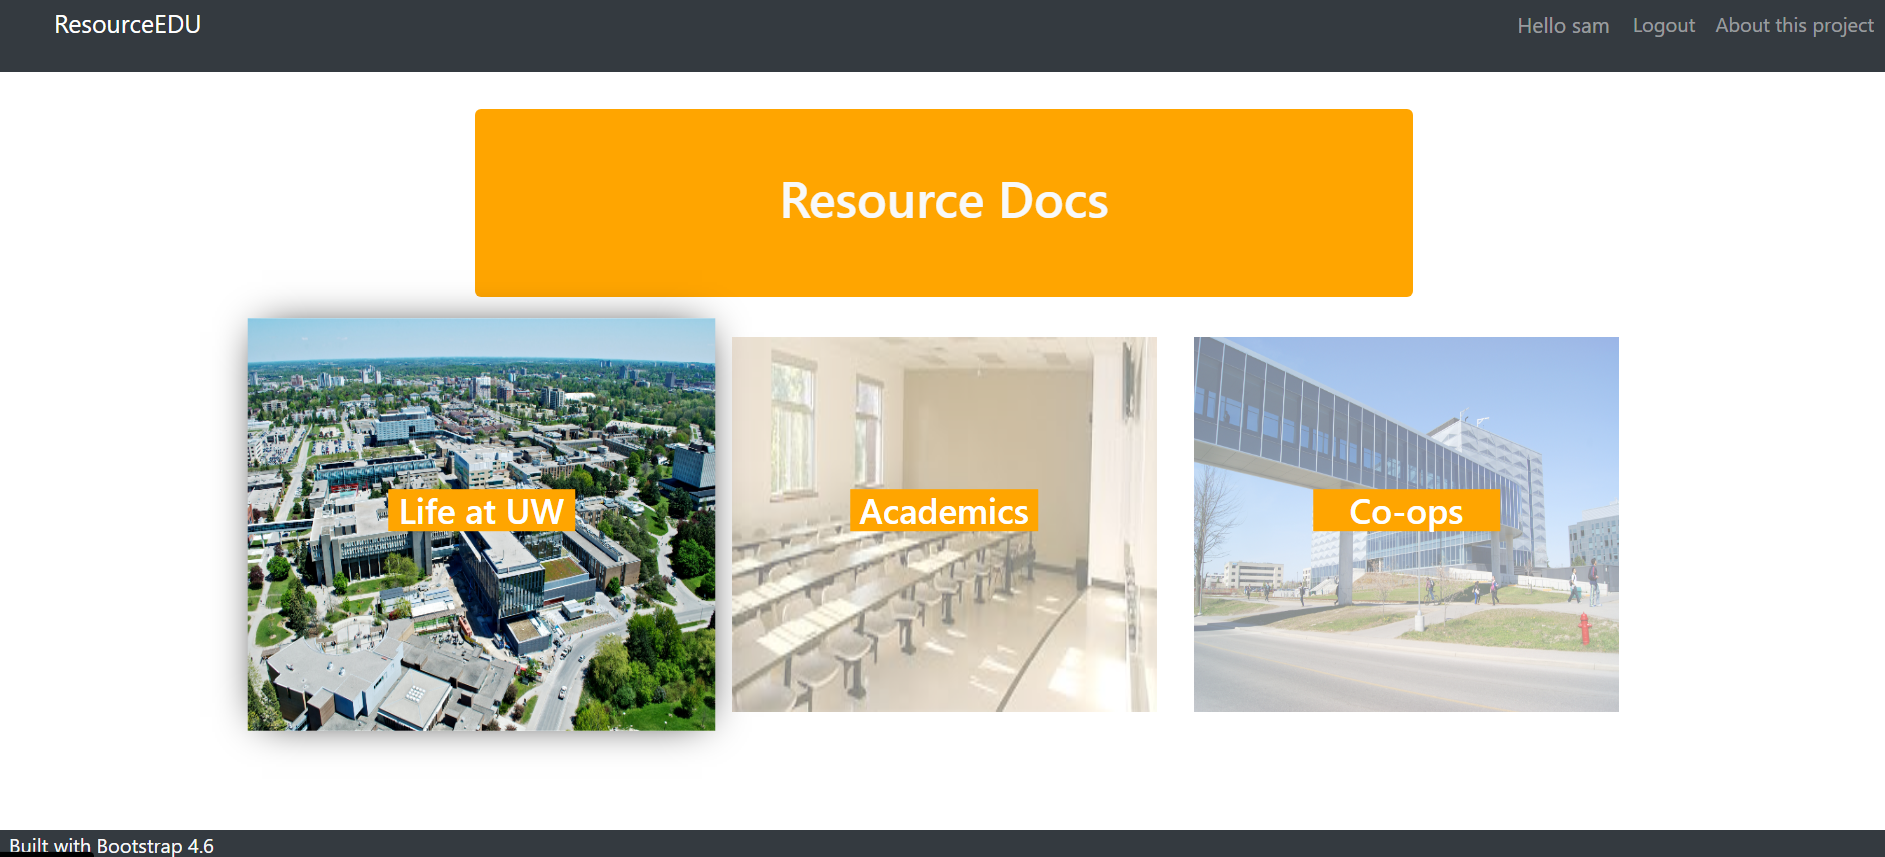 ResourceEDU
Hello sam Logout About this project
Resource Docs
Life at UW
Academics
Co-ops
Built with Bootstrap 4.6